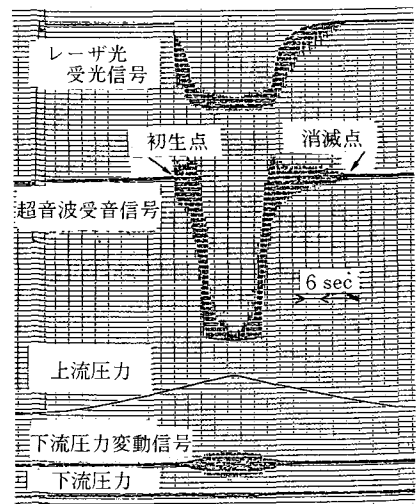 レーザ光
受光信号
初生点
消滅点
超音波受音信号
6 sec
上流圧力
下流圧力変動信号
下流圧力